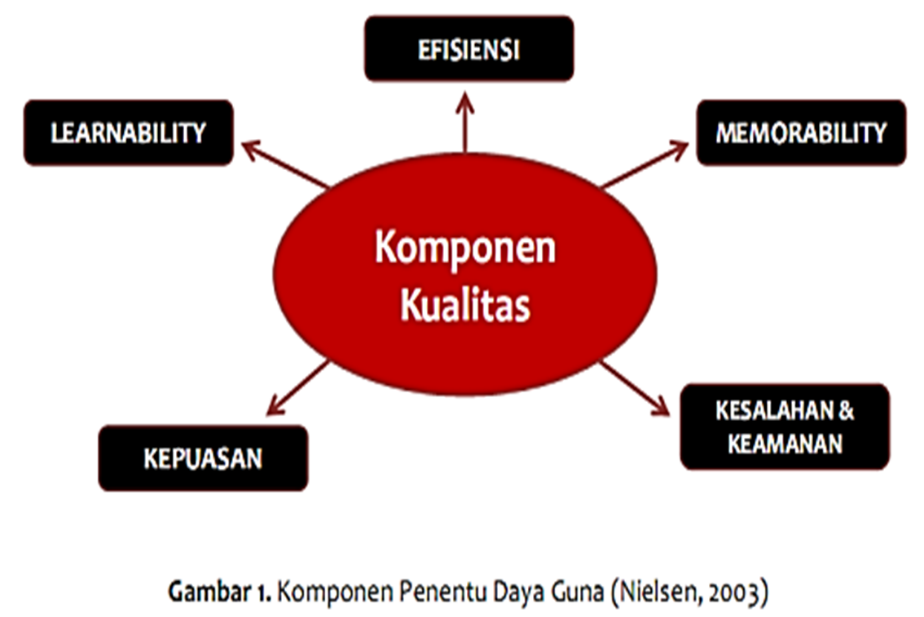 EFISIENSI
LEARNABILITY
MEMORABILITY
Komponen
Kualitas
KEPUASAN
KESALAHAN &
KEAMANAN
Gambar 1. Komponen Penentu Daya Guna (Nielsen, 2003)